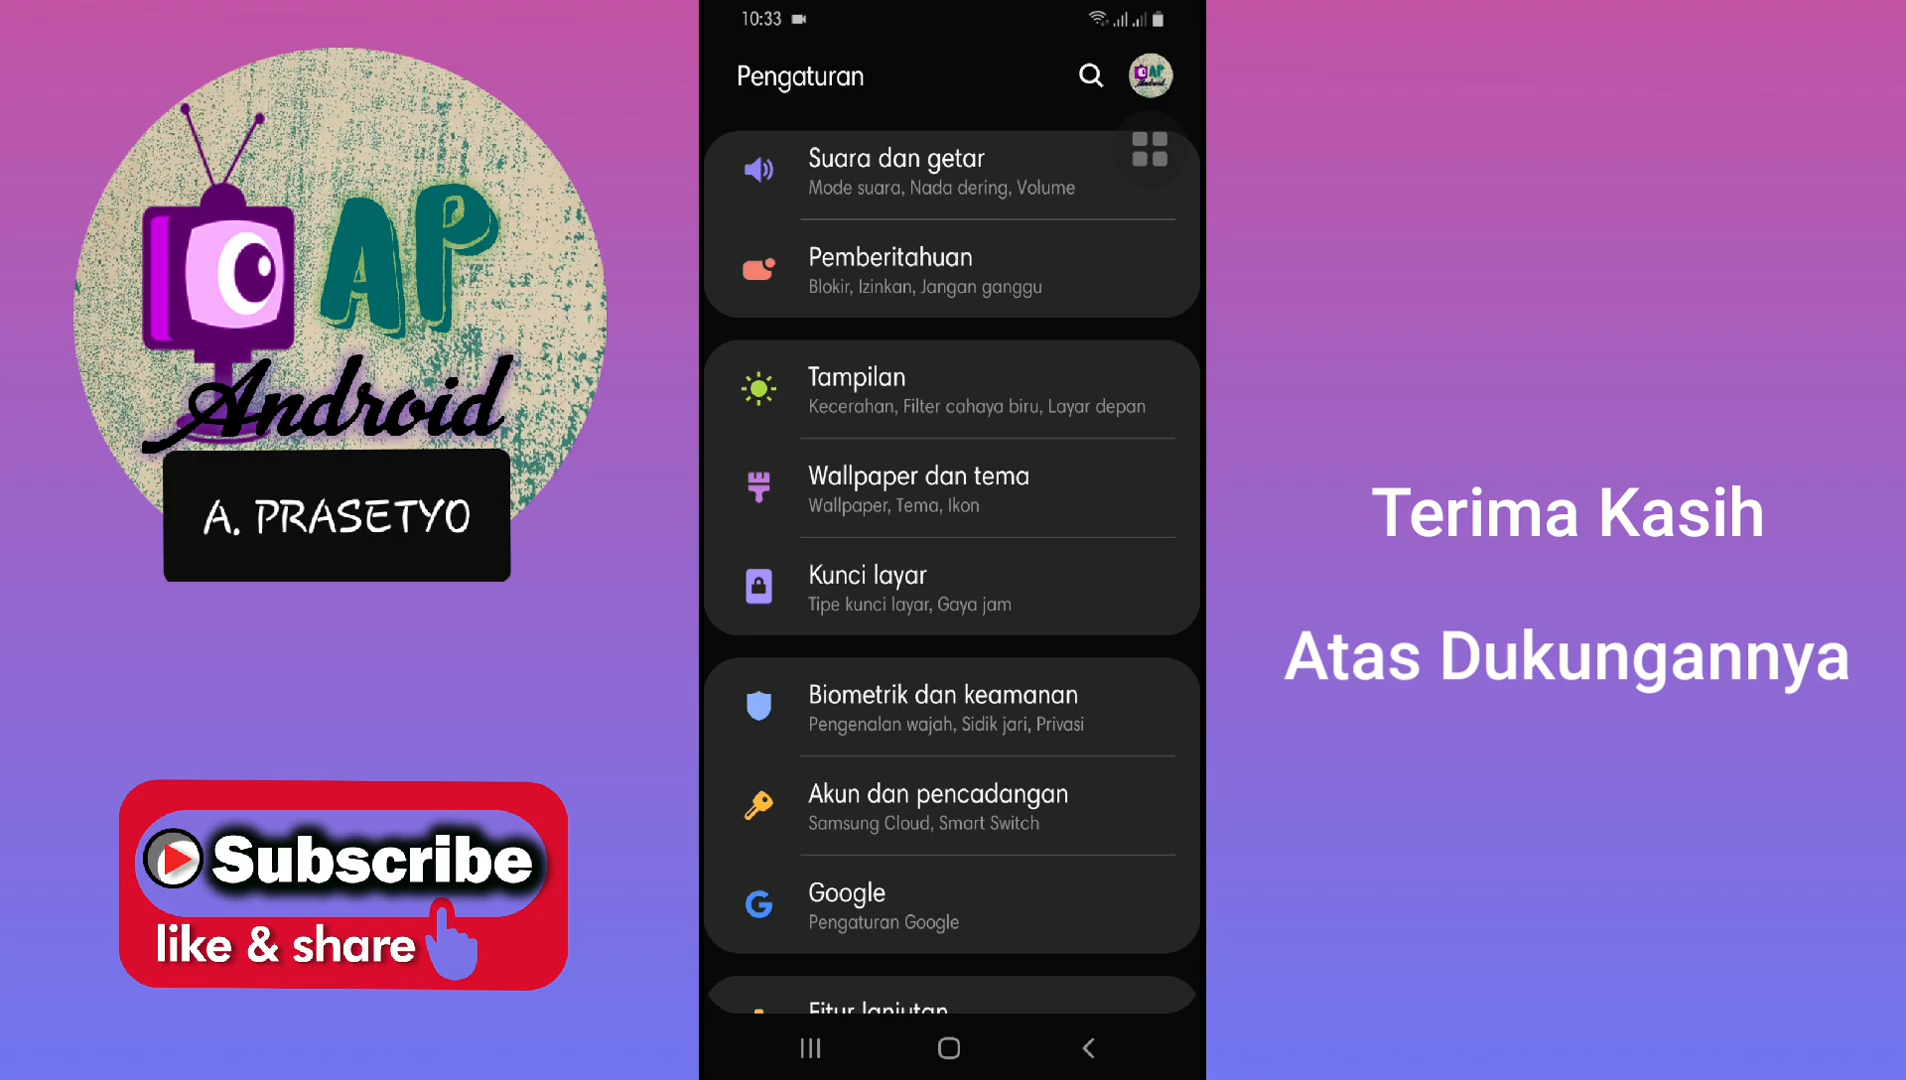 AP
Android
A. PRASETYO
Subscribe
like & share
10:33
Pengaturan
Suara dan getar
Mode suara, Nada dering, Volume
Pemberitahuan
Blokir, Izinkan, Jangan ganggu
Tampilan
Kecerahan, Filter cahaya biru, Layar depan
Wallpaper dan tema
Wallpaper, Tema, Ikon
Kunci layar
Tipe kunci layar, Gaya jam
Biometrik dan keamanan
Pengenalan wajah, Sidik jari, Privasi
Akun dan pencadangan
Samsung Cloud, Smart Switch
Google
Pengaturan Google
Fitur lanjutan
Terima Kasih
Atas Dukungannya